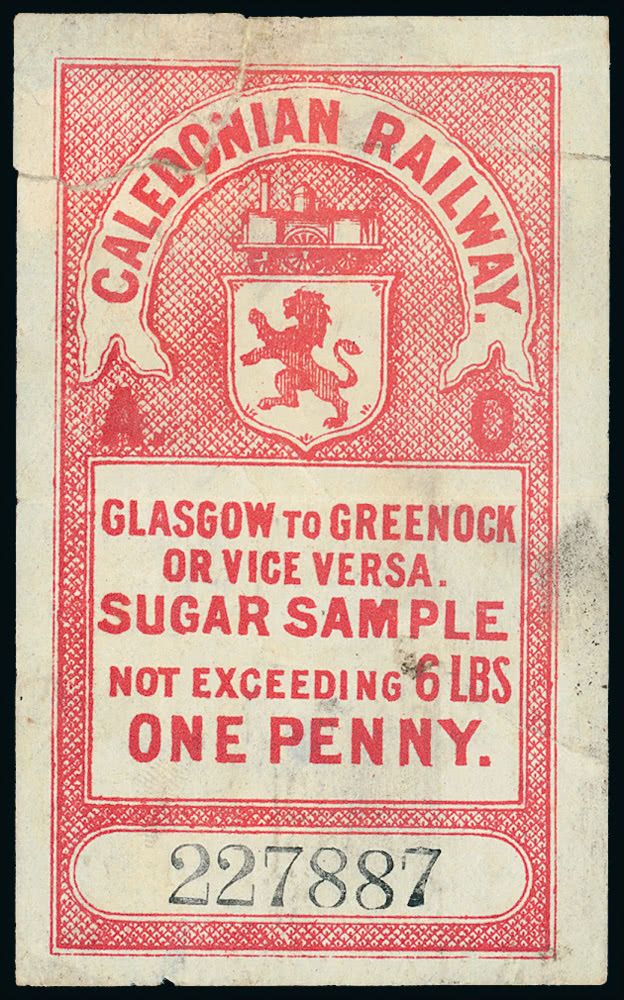 CALEDONIAN RAILWAY.
A. O
GLASGOW TO GREENOCK
OR VICE VERSA.
SUGAR SAMPLE
NOT EXCEEDING 6 LBS
ONE PENNY.
227887